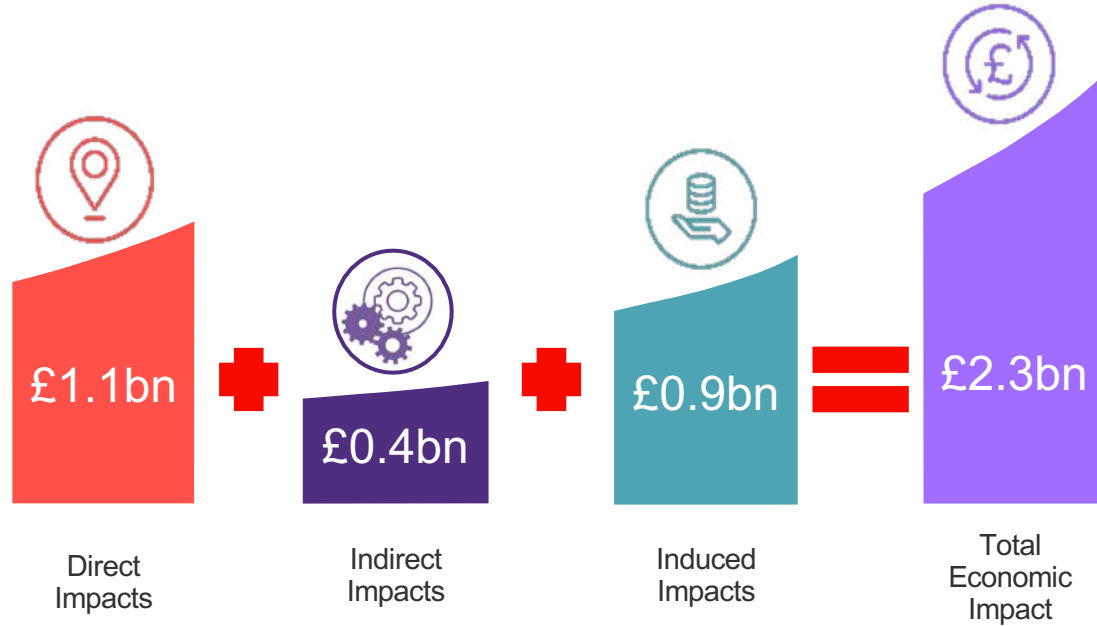 £1.1bn
£0.4bn
£0.9bn
£2.3bn
Direct
Impacts
Indirect
Impacts
Induced
Impacts
Total
Economic
Impact